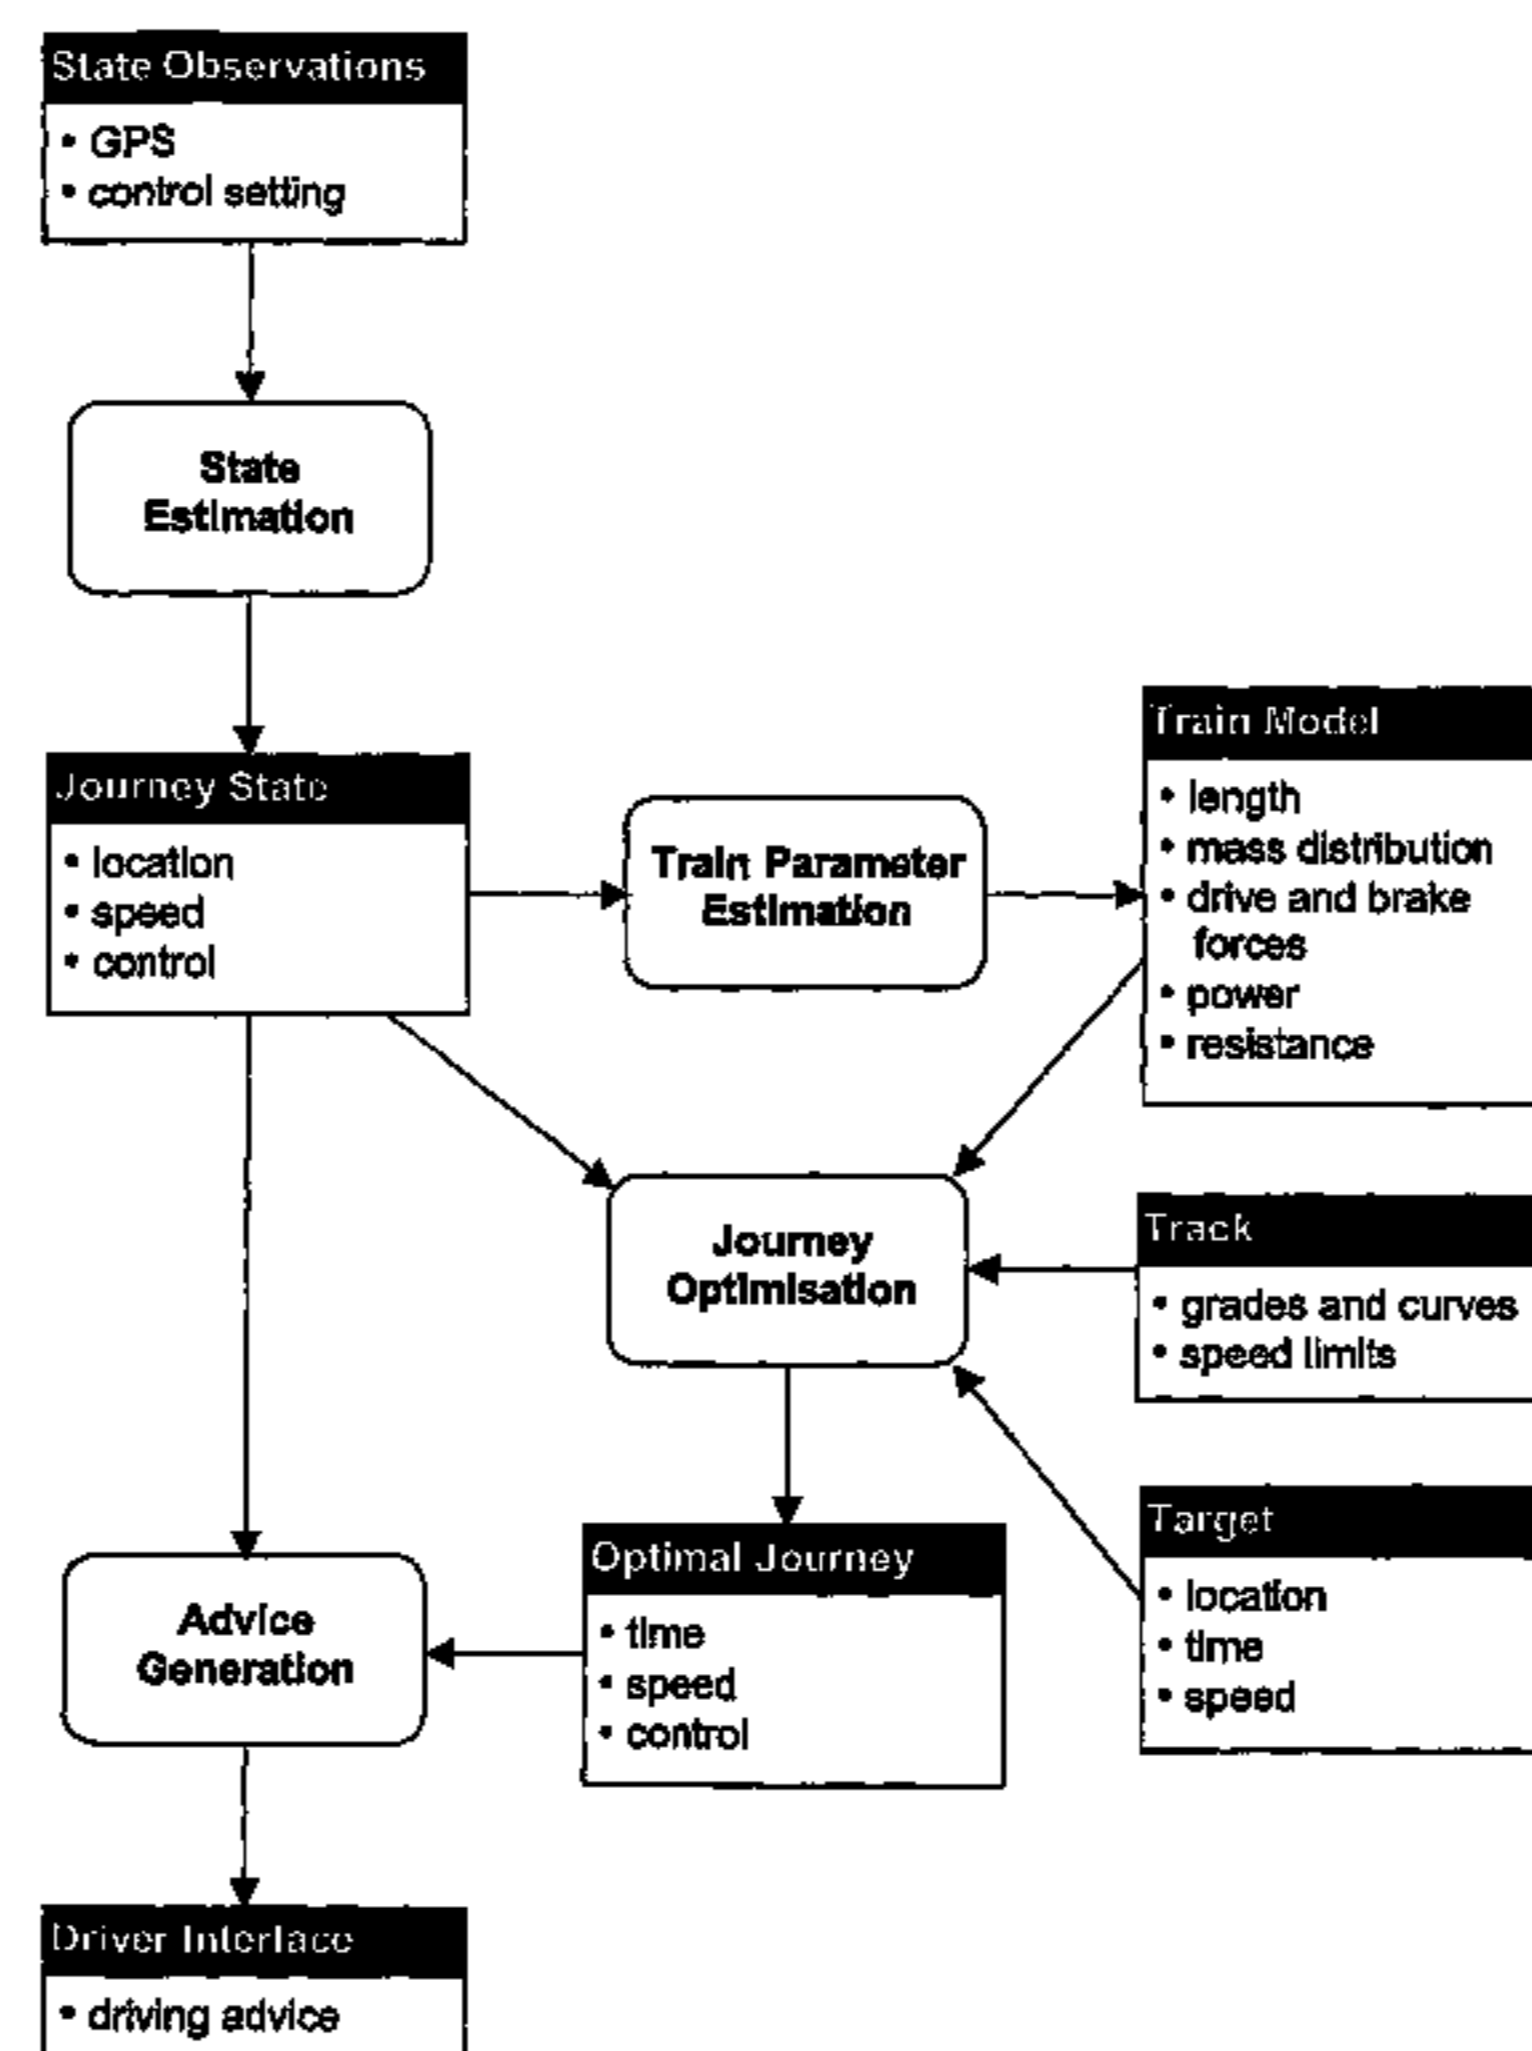 State Observations
• GPS
• control setting
State
Estimation
Journey State
• location
• speed
• control
Train Parameter
Estimation
Train Model
• length
• mass distribution
• drive and brake
forces
• power
• resistance
Journey
Optimisation
Track
• grades and curves
• speed limits
Target
• location
• time
• speed
Optimal Journey
• time
• speed
• control
Advice
Generation
Driver Interface
• driving advice